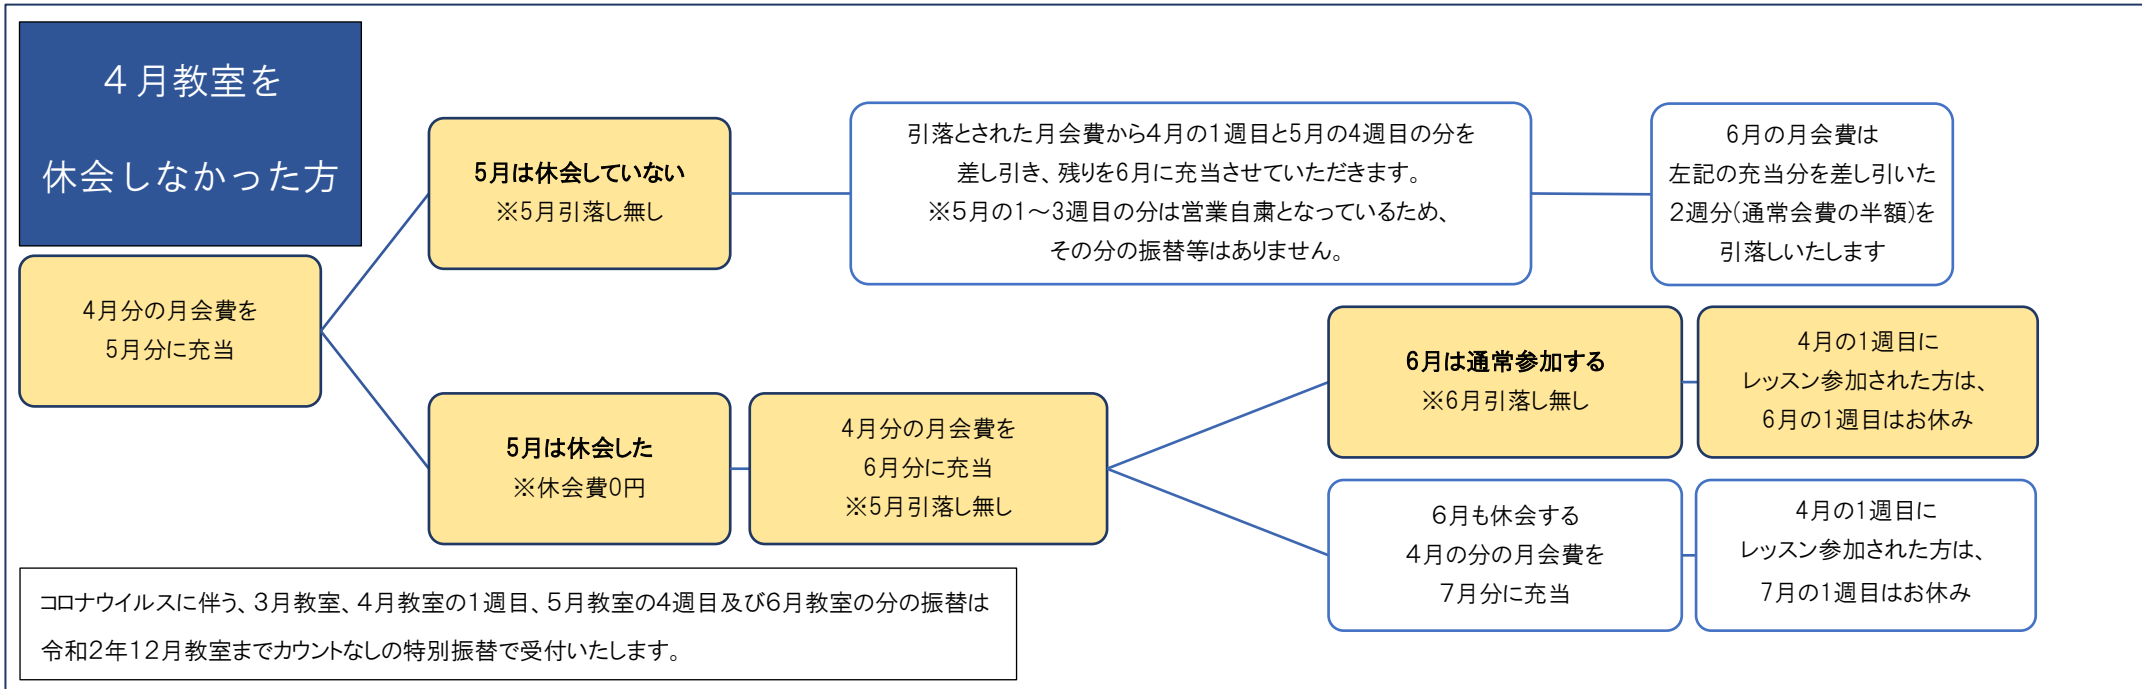 ４月教室を
休会しなかった方
4月分の月会費を
5月分に充当
5月は休会していない
※5月引落し無し
引落とされた月会費から4月の1週目と5月の4週目の分を
差し引き、残りを6月に充当させていただきます。
※5月の1～3週目の分は営業自粛となっているため、
その分の振替等はありません。
6月の月会費は
左記の充当分を差し引いた
2週分(通常会費の半額)を
引落しいたします
5月は休会した
※休会費0円
4月分の月会費を
6月分に充当
※5月引落し無し
6月は通常参加する
※6月引落し無し
4月の1週目に
レッスン参加された方は、
6月の1週目はお休み
6月も休会する
4月の分の月会費を
7月分に充当
4月の1週目に
レッスン参加された方は、
7月の1週目はお休み
コロナウイルスに伴う、3月教室、4月教室の1週目、5月教室の4週目及び6月教室の分の振替は
令和2年12月教室までカウントなしの特別振替で受付いたします。